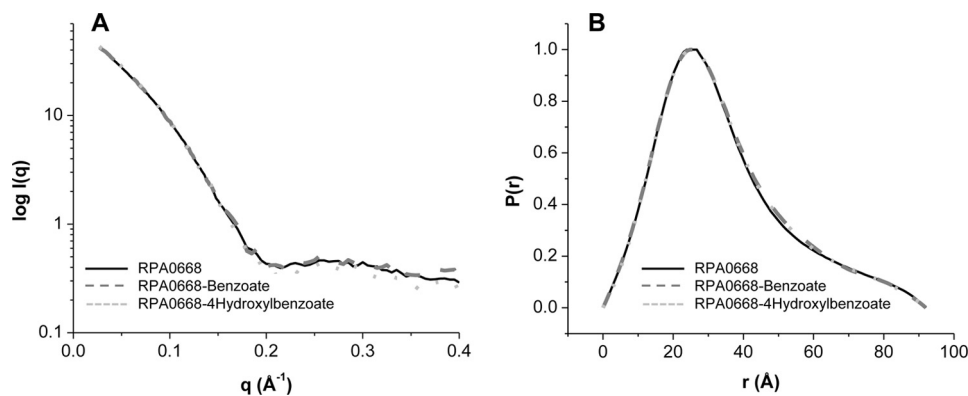 A
log I(q)
10
1
0.1
RPA0668
RPA0668-Benzoate
RPA0668-4Hydroxylbenzoate
0.0 0.1 0.2 0.3 0.4
q (Å⁻¹)
B
P(r)
1.0
0.8
0.6
0.4
0.2
0.0
RPA0668
RPA0668-Benzoate
RPA0668-4Hydroxylbenzoate
0 20 40 60 80 100
r (Å)